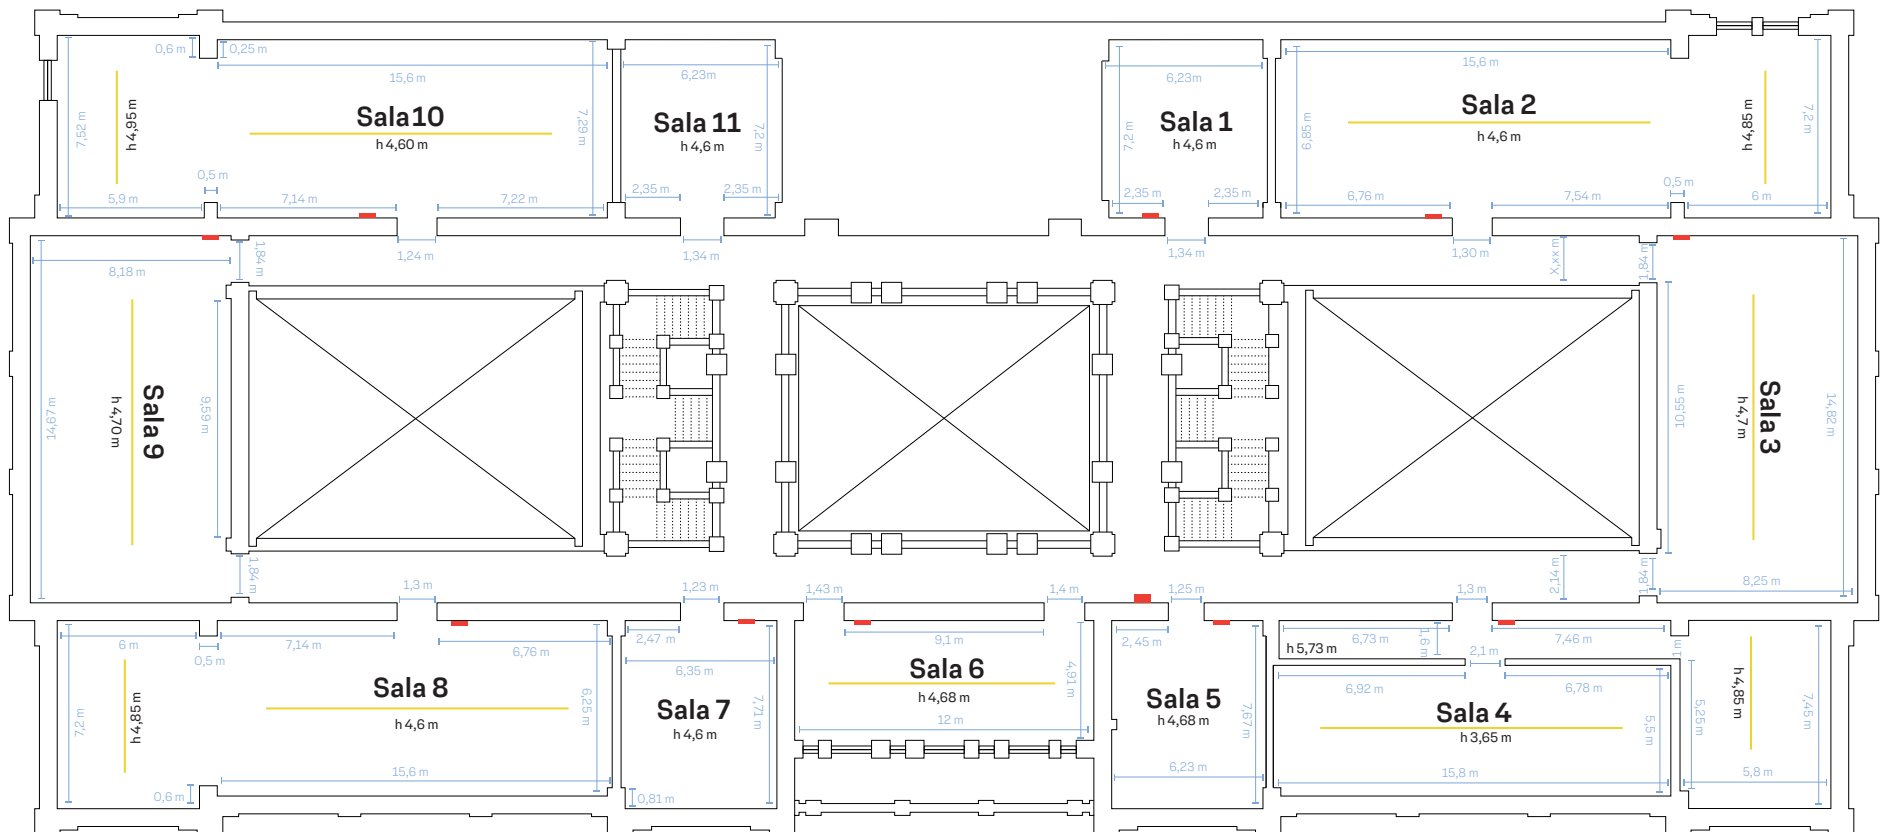 0,6 m
0,25 m
15,6 m
7,52 m
h 4,95 m
Sala10
h 4,60 m
7,29 m
0,5 m
5,9 m
7,14 m
7,22 m
1,24 m
6,23m
Sala 11
h 4,6 m
7,2 m
2,35 m
2,35 m
1,34 m
6,23m
Sala 1
h 4,6 m
7,2 m
2,35 m
2,35 m
1,34 m
15,6 m
Sala 2
h 4,6 m
6,85 m
h 4,85 m
7,2 m
0,5 m
6,76 m
7,54 m
6 m
1,30 m
X,xx m
1,84 m
8,18 m
1,84 m
14,67 m
h 4,70 m
Sala 9
9,59 m
1,84 m
10,55 m
h 4,7 m
Sala 3
14,82 m
2,14 m
1,84 m
8,25 m
1,3 m
1,23 m
1,43 m
1,4 m
1,25 m
1,3 m
6 m
0,5 m
7,14 m
6,76 m
Sala 8
h 4,6 m
7,2 m
h 4,85 m
6,25 m
15,6 m
0,6 m
2,47 m
6,35 m
Sala 7
h 4,6 m
7,71 m
0,81 m
9,1 m
Sala 6
h 4,68 m
4,91 m
12 m
2,45 m
Sala 5
h 4,68 m
7,67 m
6,23 m
6,73 m
1,6 m
h 5,73 m
2,1 m
7,46 m
1 m
6,92 m
6,78 m
Sala 4
h 3,65 m
5,5 m
15,8 m
5,25 m
h 4,85 m
7,45 m
5,8 m